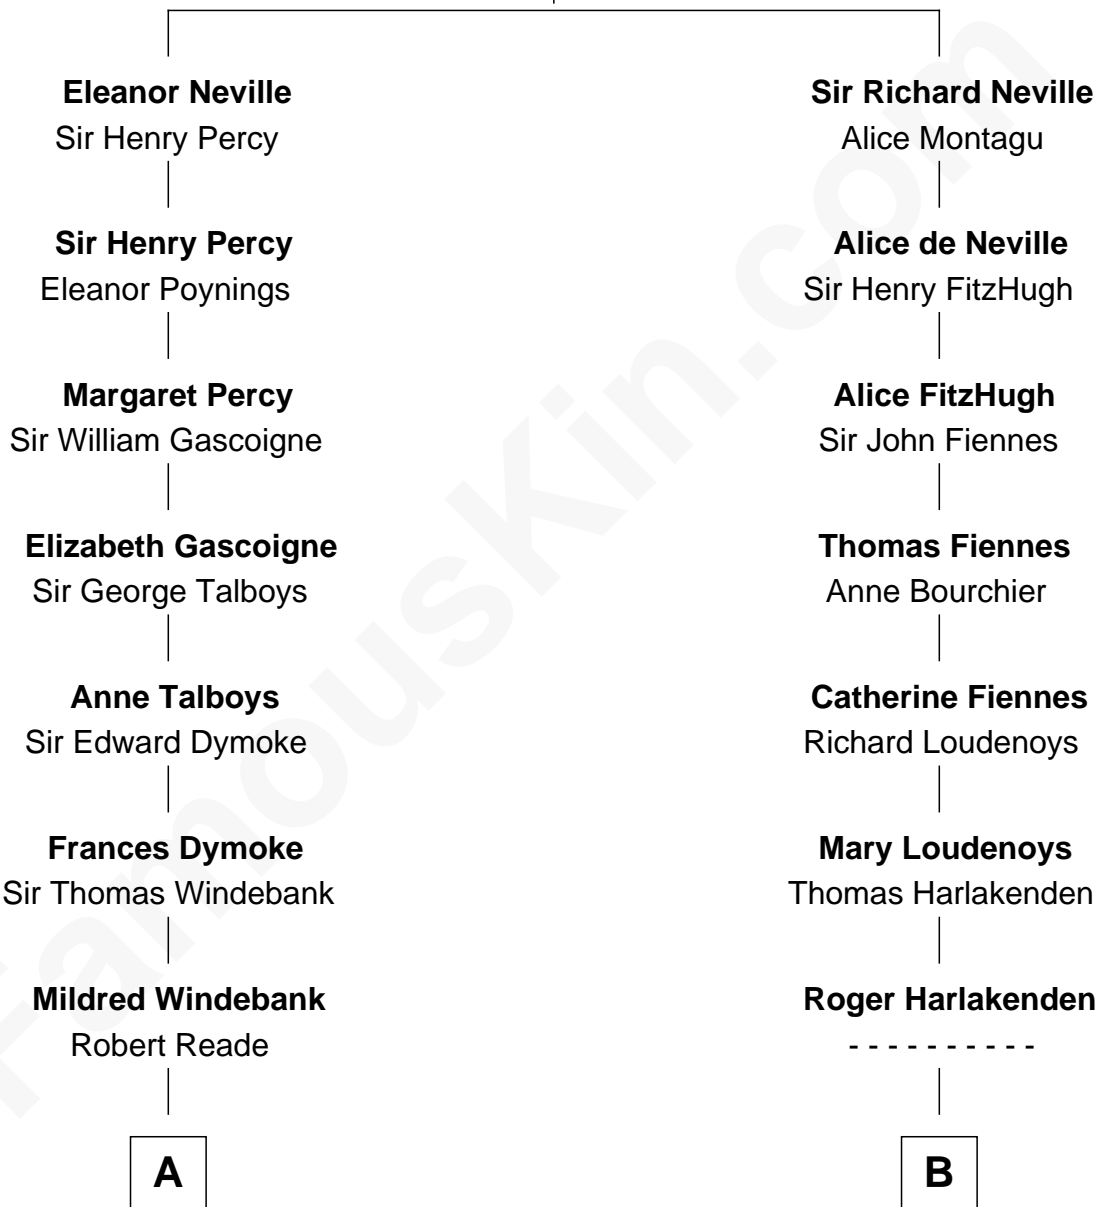 Eleanor Neville
Sir Henry Percy
Sir Richard Neville
Alice Montagu
Sir Henry Percy
Eleanor Poynings
Alice de Neville
Sir Henry FitzHugh
Margaret Percy
Sir William Gascoigne
Alice FitzHugh
Sir John Fiennes
Elizabeth Gascoigne
Sir George Talboys
Thomas Fiennes
Anne Bourchier
Anne Talboys
Sir Edward Dymoke
Catherine Fiennes
Richard Loudenoys
Frances Dymoke
Sir Thomas Windebank
Mary Loudenoys
Thomas Harlakenden
Mildred Windebank
Robert Reade
Roger Harlakenden
- - - - - - - - - -
A
B
FamousKin.com